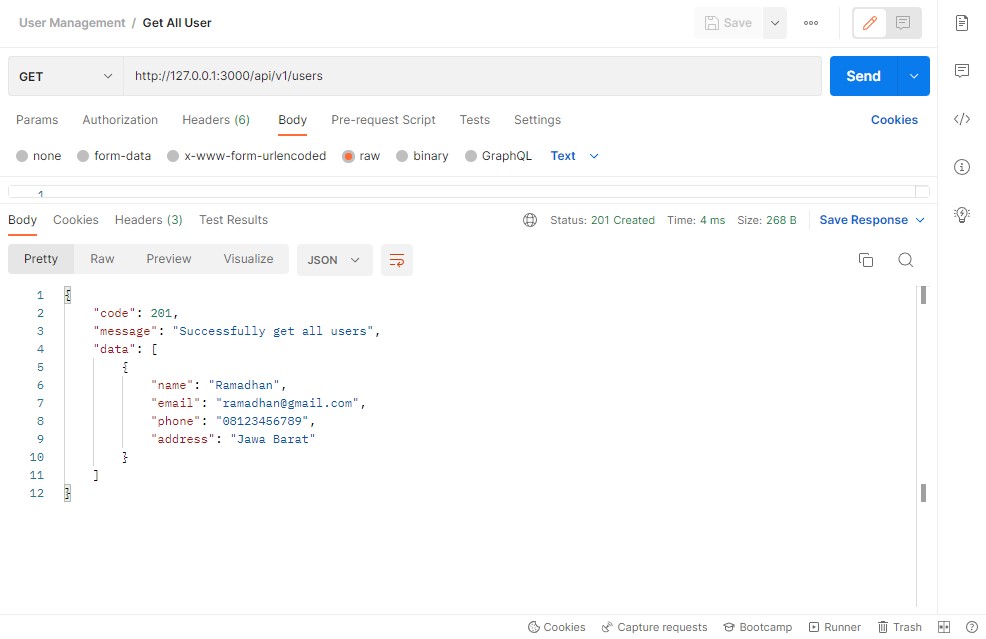 User Management / Get All User
Save
GET http://127.0.0.1:3000/api/v1/users Send
Params Authorization Headers (6) Body Pre-request Script Tests Settings Cookies
none form-data x-www-form-urlencoded raw binary GraphQL Text
1
Body Cookies Headers (3) Test Results Status: 201 Created Time: 4 ms Size: 268 B Save Response
Pretty Raw Preview Visualize JSON
1 {
2 "code": 201,
3 "message": "Successfully get all users",
4 "data": [
5 {
6 "name": "Ramadhan",
7 "email": "ramadhan@gmail.com",
8 "phone": "08123456789",
9 "address": "Jawa Barat"
10 }
11 ]
12 }
Cookies Capture requests Bootcamp Runner Trash